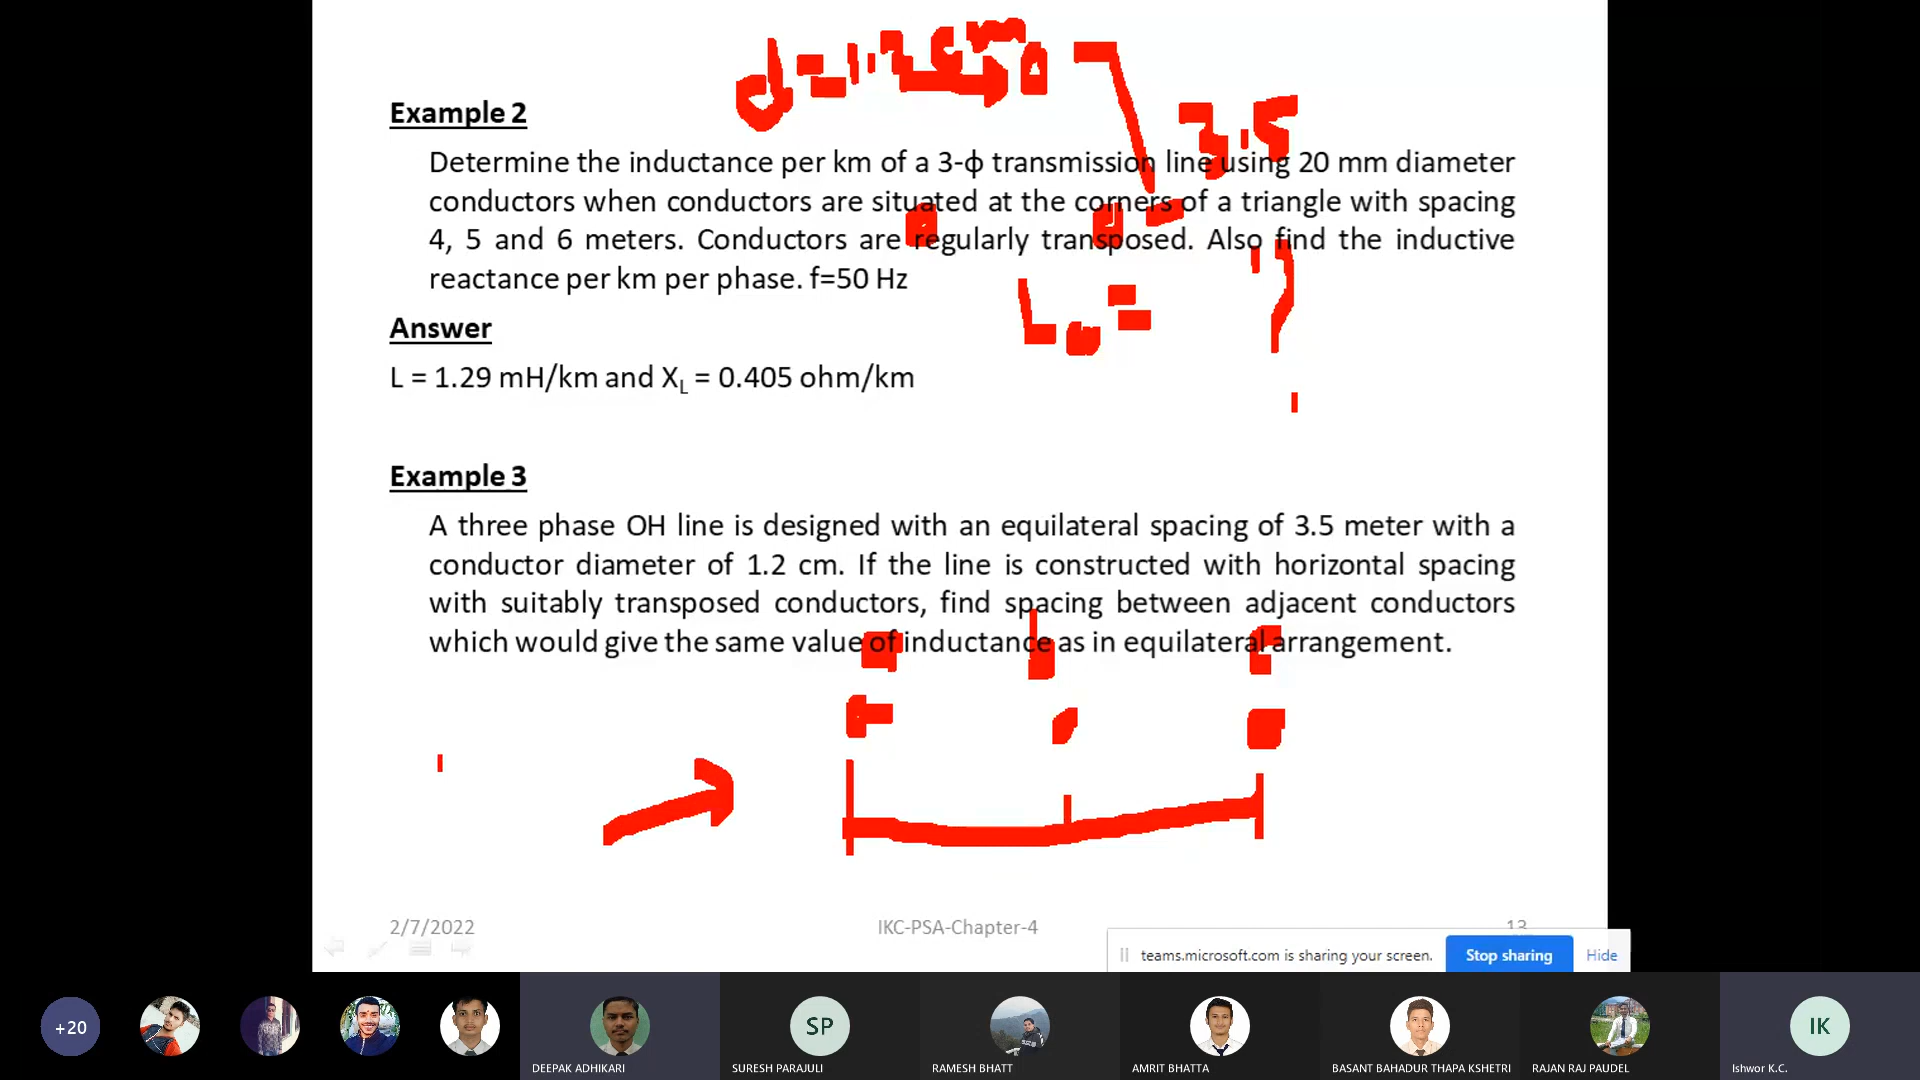 d=1.2cm
3.5
Example 2
Determine the inductance per km of a 3-ф transmission line using 20 mm diameter
conductors when conductors are situated at the corners of a triangle with spacing
4, 5 and 6 meters. Conductors are regularly transposed. Also find the inductive
reactance per km per phase. f=50 Hz
Answer
L = 1.29 mH/km and XL = 0.405 ohm/km
Example 3
A three phase OH line is designed with an equilateral spacing of 3.5 meter with a
conductor diameter of 1.2 cm. If the line is constructed with horizontal spacing
with suitably transposed conductors, find spacing between adjacent conductors
which would give the same value of inductance as in equilateral arrangement.
b
c
2/7/2022
IKC-PSA-Chapter-4
13
teams.microsoft.com is sharing your screen.
Stop sharing
Hide
+20
SP
IK
DEEPAK ADHIKARI
SURESH PARAJULI
RAMESH BHATT
AMRIT BHATTA
BASANT BAHADUR THAPA KSHETRI
RAJAN RAJ PAUDEL
Ishwor K.C.